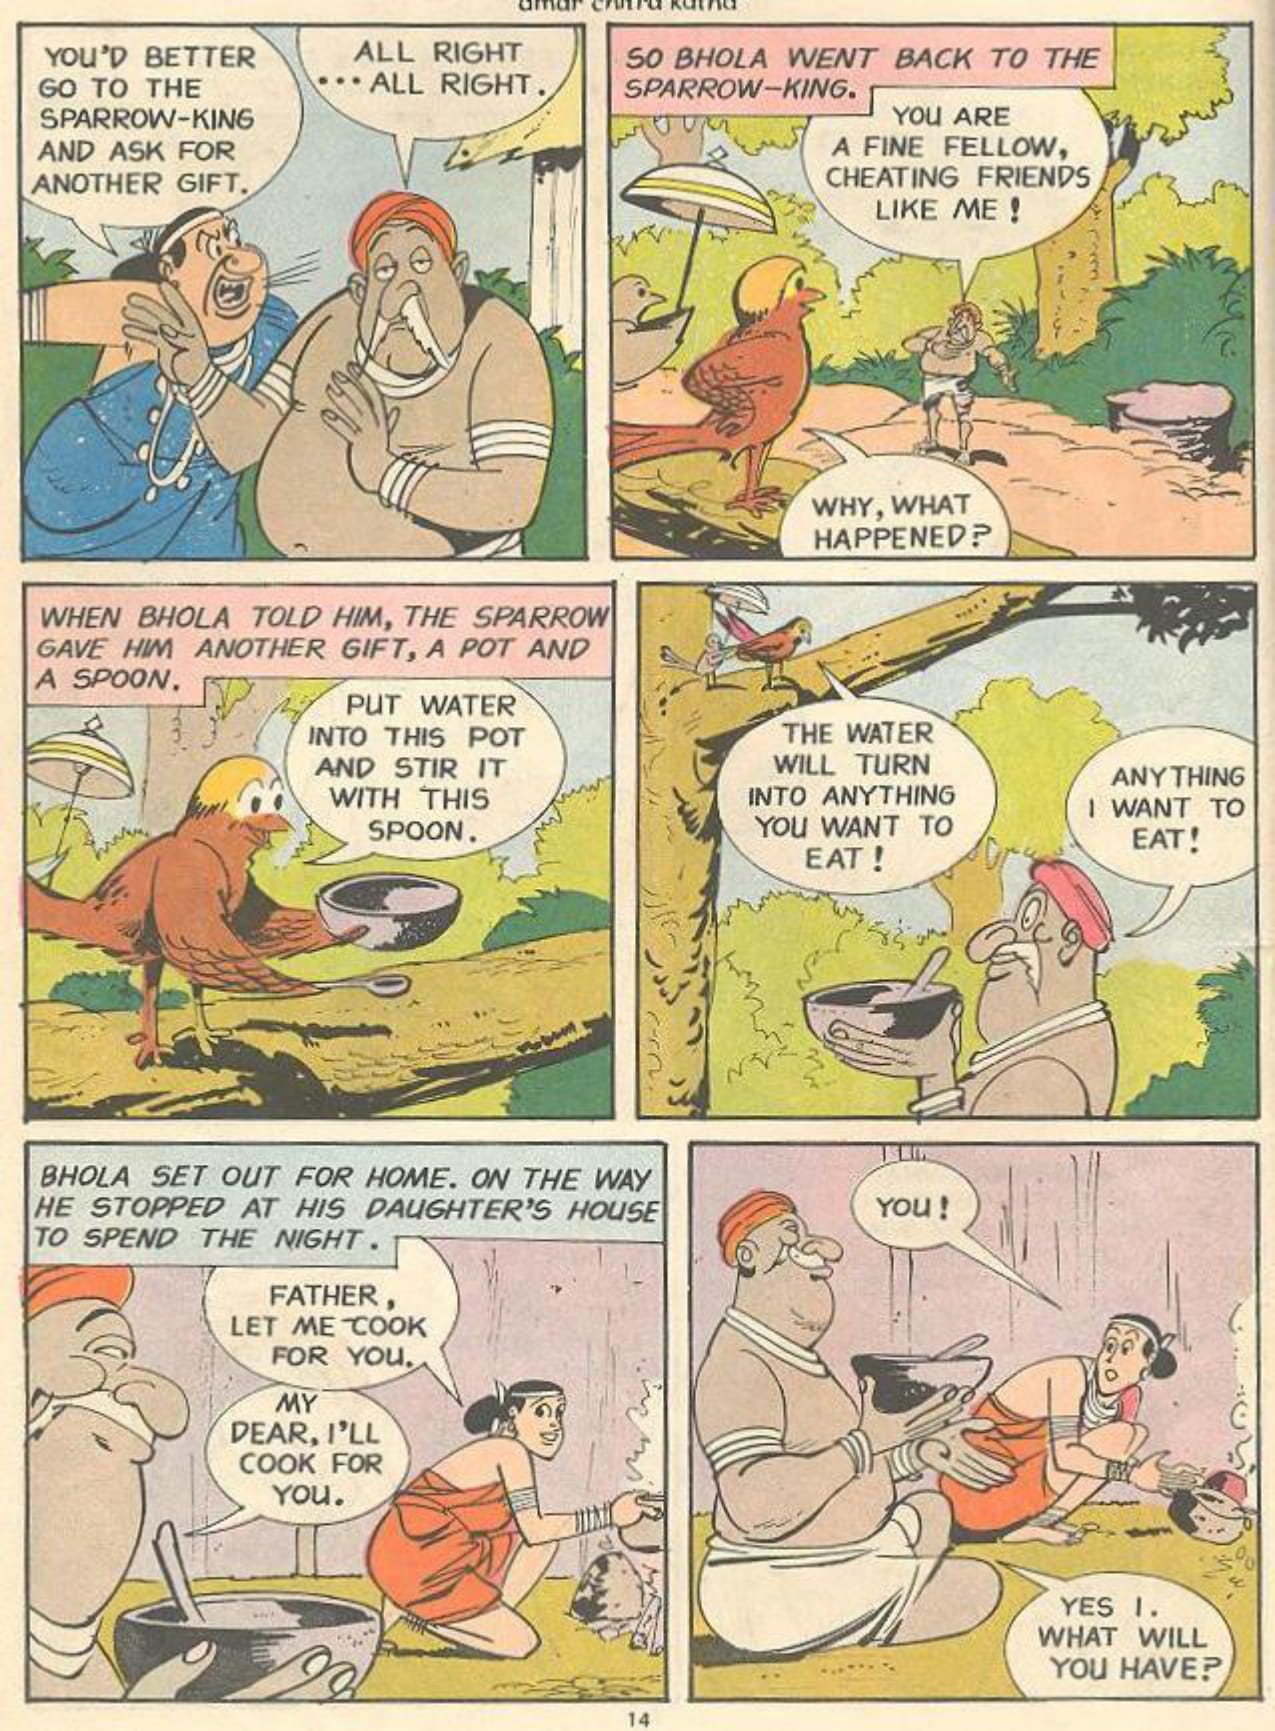 amar chitra katha
YOU'D BETTER
GO TO THE
SPARROW-KING
AND ASK FOR
ANOTHER GIFT.
ALL RIGHT
... ALL RIGHT.
SO BHOLA WENT BACK TO THE
SPARROW-KING.
YOU ARE
A FINE FELLOW,
CHEATING FRIENDS
LIKE ME!
WHY, WHAT
HAPPENED?
WHEN BHOLA TOLD HIM, THE SPARROW
GAVE HIM ANOTHER GIFT, A POT AND
A SPOON.
PUT WATER
INTO THIS POT
AND STIR IT
WITH THIS
SPOON.
THE WATER
WILL TURN
INTO ANYTHING
YOU WANT TO
EAT!
ANYTHING
I WANT TO
EAT!
BHOLA SET OUT FOR HOME. ON THE WAY
HE STOPPED AT HIS DAUGHTER'S HOUSE
TO SPEND THE NIGHT.
FATHER,
LET ME COOK
FOR YOU.
MY
DEAR, I'LL
COOK FOR
YOU.
YOU!
YES I.
WHAT WILL
YOU HAVE?
14